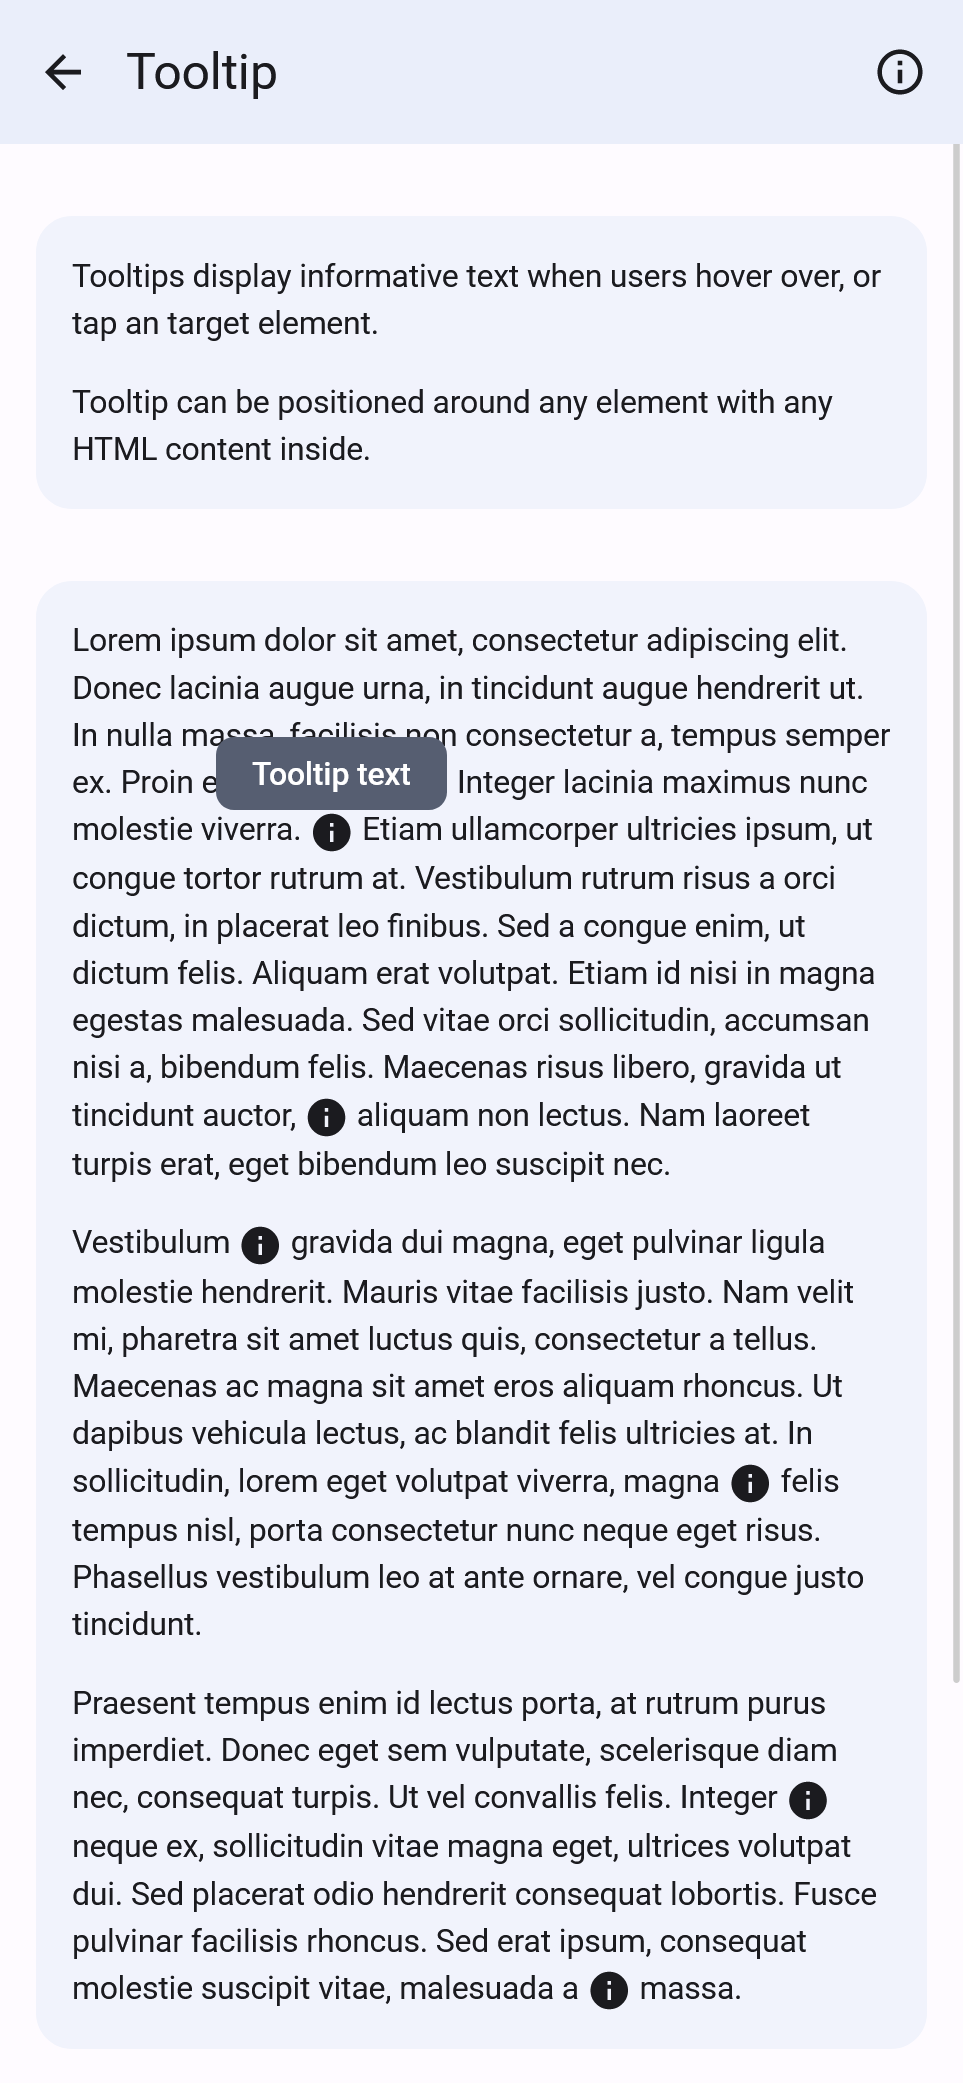 Tooltip
Tooltips display informative text when users hover over, or
tap an target element.
Tooltip can be positioned around any element with any
HTML content inside.
Lorem ipsum dolor sit amet, consectetur adipiscing elit.
Donec lacinia augue urna, in tincidunt augue hendrerit ut.
In nulla massa, facilisis non consectetur a, tempus semper
ex. Proin
Tooltip text
Integer lacinia maximus nunc
molestie viverra. Etiam ullamcorper ultricies ipsum, ut
congue tortor rutrum at. Vestibulum rutrum risus a orci
dictum, in placerat leo finibus. Sed a congue enim, ut
dictum felis. Aliquam erat volutpat. Etiam id nisi in magna
egestas malesuada. Sed vitae orci sollicitudin, accumsan
nisi a, bibendum felis. Maecenas risus libero, gravida ut
tincidunt auctor, aliquam non lectus. Nam laoreet
turpis erat, eget bibendum leo suscipit nec.
Vestibulum gravida dui magna, eget pulvinar ligula
molestie hendrerit. Mauris vitae facilisis justo. Nam velit
mi, pharetra sit amet luctus quis, consectetur a tellus.
Maecenas ac magna sit amet eros aliquam rhoncus. Ut
dapibus vehicula lectus, ac blandit felis ultricies at. In
sollicitudin, lorem eget volutpat viverra, magna felis
tempus nisl, porta consectetur nunc neque eget risus.
Phasellus vestibulum leo at ante ornare, vel congue justo
tincidunt.
Praesent tempus enim id lectus porta, at rutrum purus
imperdiet. Donec eget sem vulputate, scelerisque diam
nec, consequat turpis. Ut vel convallis felis. Integer
neque ex, sollicitudin vitae magna eget, ultrices volutpat
dui. Sed placerat odio hendrerit consequat lobortis. Fusce
pulvinar facilisis rhoncus. Sed erat ipsum, consequat
molestie suscipit vitae, malesuada a massa.